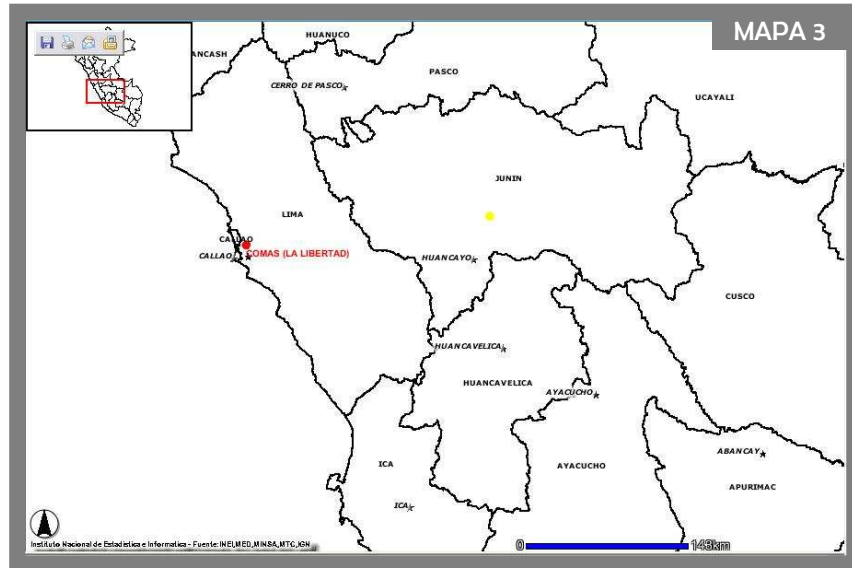 MAPA 3
HUANUCO
ANCASH
PASCO
CERRO DE PASCO
UCAYALI
JUNIN
LIMA
CALLAO
COMAS (LA LIBERTAD)
CALLAO
HUANCAYO
CUSCO
HUANCAVELICA
HUANCAVELICA
AYACUCHO
ABANCAY
ICA
AYACUCHO
APURIMAC
ICA
Instituto Nacional de Estadística e Informatica - Fuente: INEI,MED,MINSA,MTC,IGN
0 148km